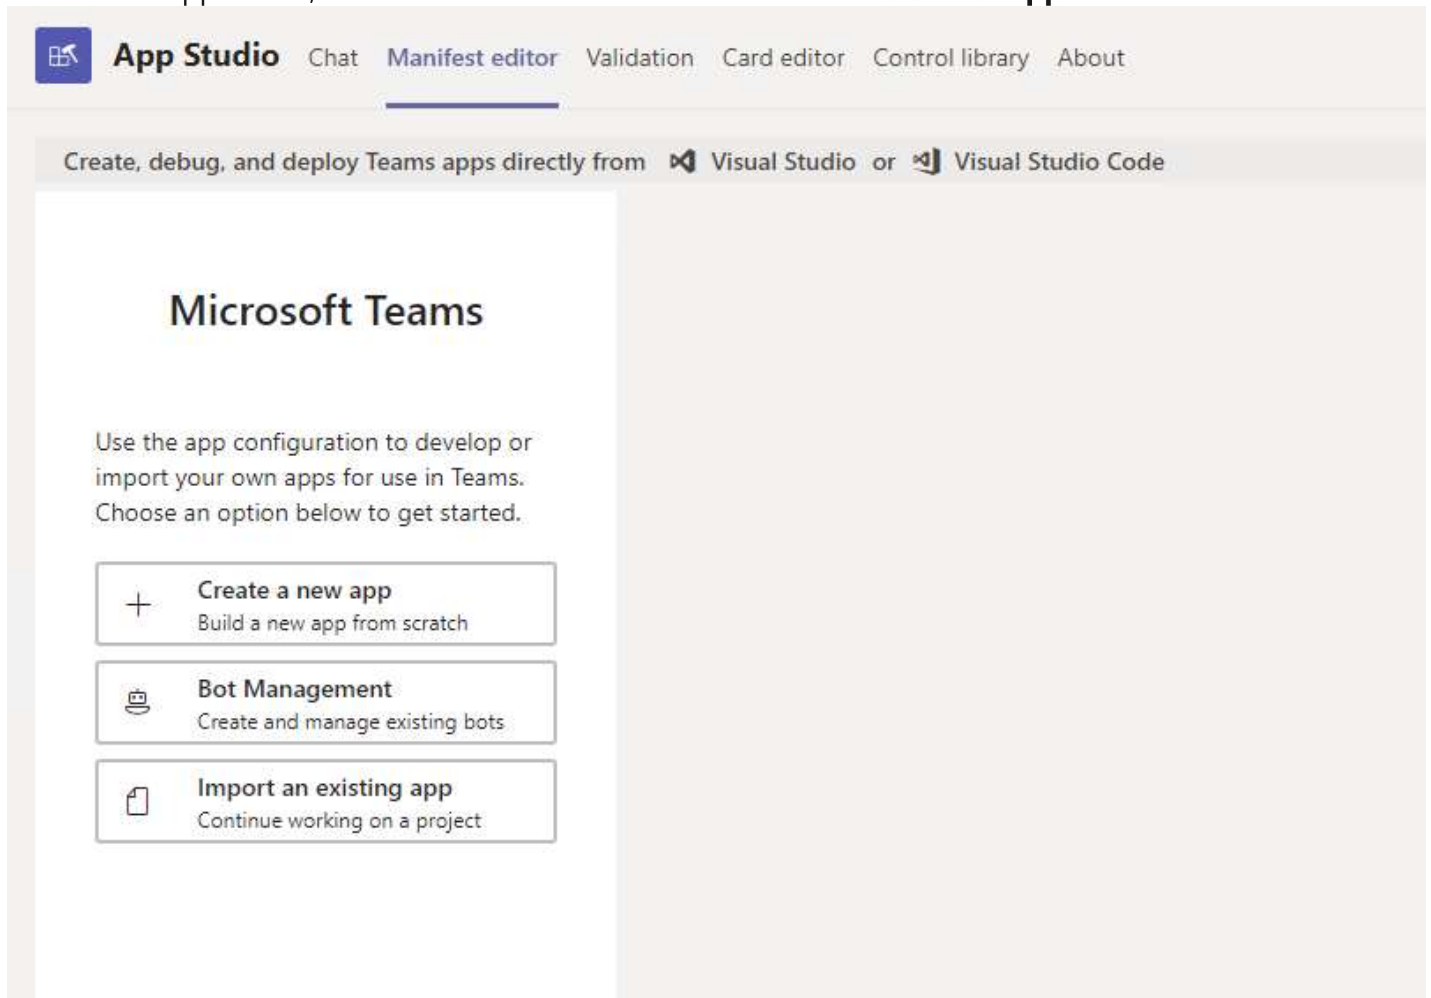 App Studio Chat Manifest editor Validation Card editor Control library About
Create, debug, and deploy Teams apps directly from Visual Studio or Visual Studio Code
Microsoft Teams
Use the app configuration to develop or
import your own apps for use in Teams.
Choose an option below to get started.
Create a new app
Build a new app from scratch
Bot Management
Create and manage existing bots
Import an existing app
Continue working on a project